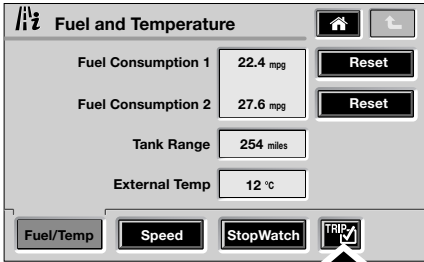 Fuel and Temperature
Fuel Consumption 1 22.4 mpg Reset
Fuel Consumption 2 27.6 mpg Reset
Tank Range 254 miles
External Temp 12 °C
Fuel/Temp Speed StopWatch TRIP